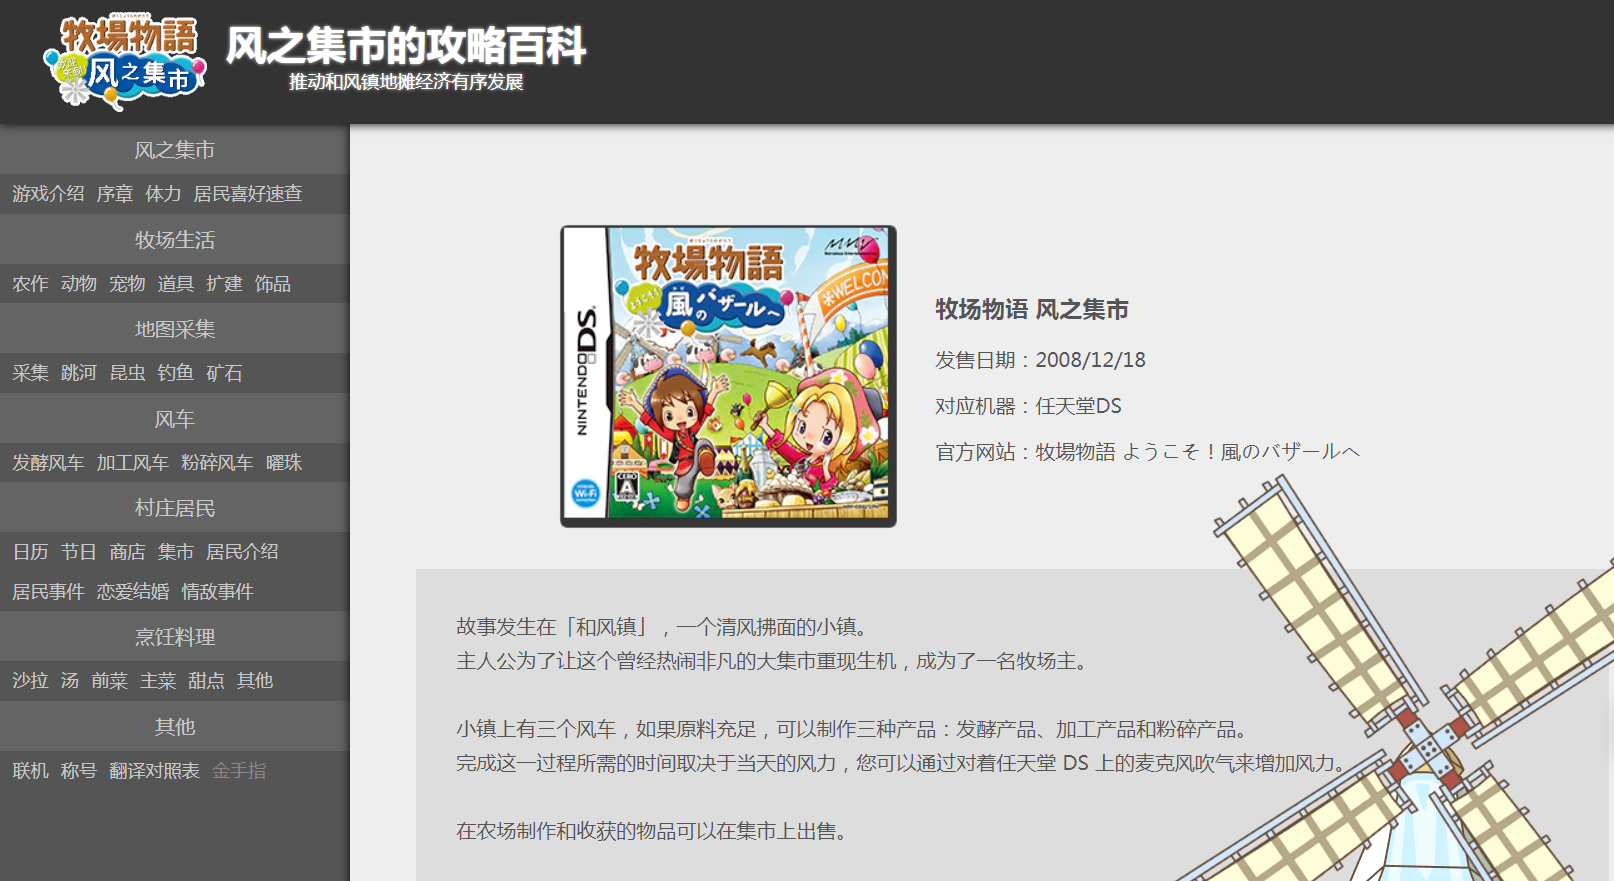 牧場物語
欢迎来到
风之集市
风之集市的攻略百科
推动和风镇地摊经济有序发展
风之集市
游戏介绍 序章 体力 居民喜好速查
牧场生活
农作 动物 宠物 道具 扩建 饰品
地图采集
采集 跳河 昆虫 钓鱼 矿石
风车
发酵风车 加工风车 粉碎风车 曜珠
村庄居民
日历 节日 商店 集市 居民介绍
居民事件 恋爱结婚 情敌事件
烹饪料理
沙拉 汤 前菜 主菜 甜点 其他
其他
联机 称号 翻译对照表 金手指
NINTENDO DS
Wi-Fi
牧場物語
ようこそ!
風のバザールへ
WELCOM
CERO
A
牧场物语 风之集市
发售日期：2008/12/18
对应机器：任天堂DS
官方网站：牧場物語 ようこそ！風のバザールへ
故事发生在「和风镇」，一个清风拂面的小镇。
主人公为了让这个曾经热闹非凡的大集市重现生机，成为了一名牧场主。
小镇上有三个风车，如果原料充足，可以制作三种产品：发酵产品、加工产品和粉碎产品。
完成这一过程所需的时间取决于当天的风力，您可以通过对着任天堂 DS 上的麦克风吹气来增加风力。
在农场制作和收获的物品可以在集市上出售。